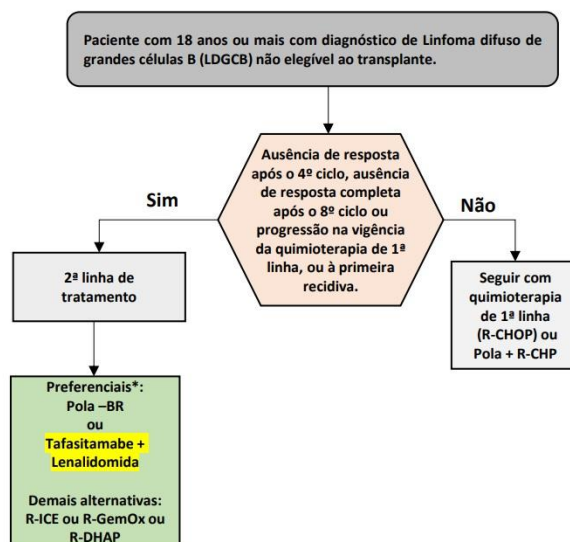 Paciente com 18 anos ou mais com diagnóstico de Linfoma difuso de
grandes células B (LDGCB) não elegível ao transplante.
Ausência de resposta
após o 4º ciclo, ausência
de resposta completa
após o 8º ciclo ou
progressão na vigência
da quimioterapia de 1ª
linha, ou à primeira
recidiva.
Sim
Não
2ª linha de
tratamento
Seguir com
quimioterapia
de 1ª linha
(R-CHOP) ou
Pola + R-CHP
Preferenciais*:
Pola –BR
ou
Tafasitamabe +
Lenalidomida
Demais alternativas:
R-ICE ou R-GemOx ou
R-DHAP